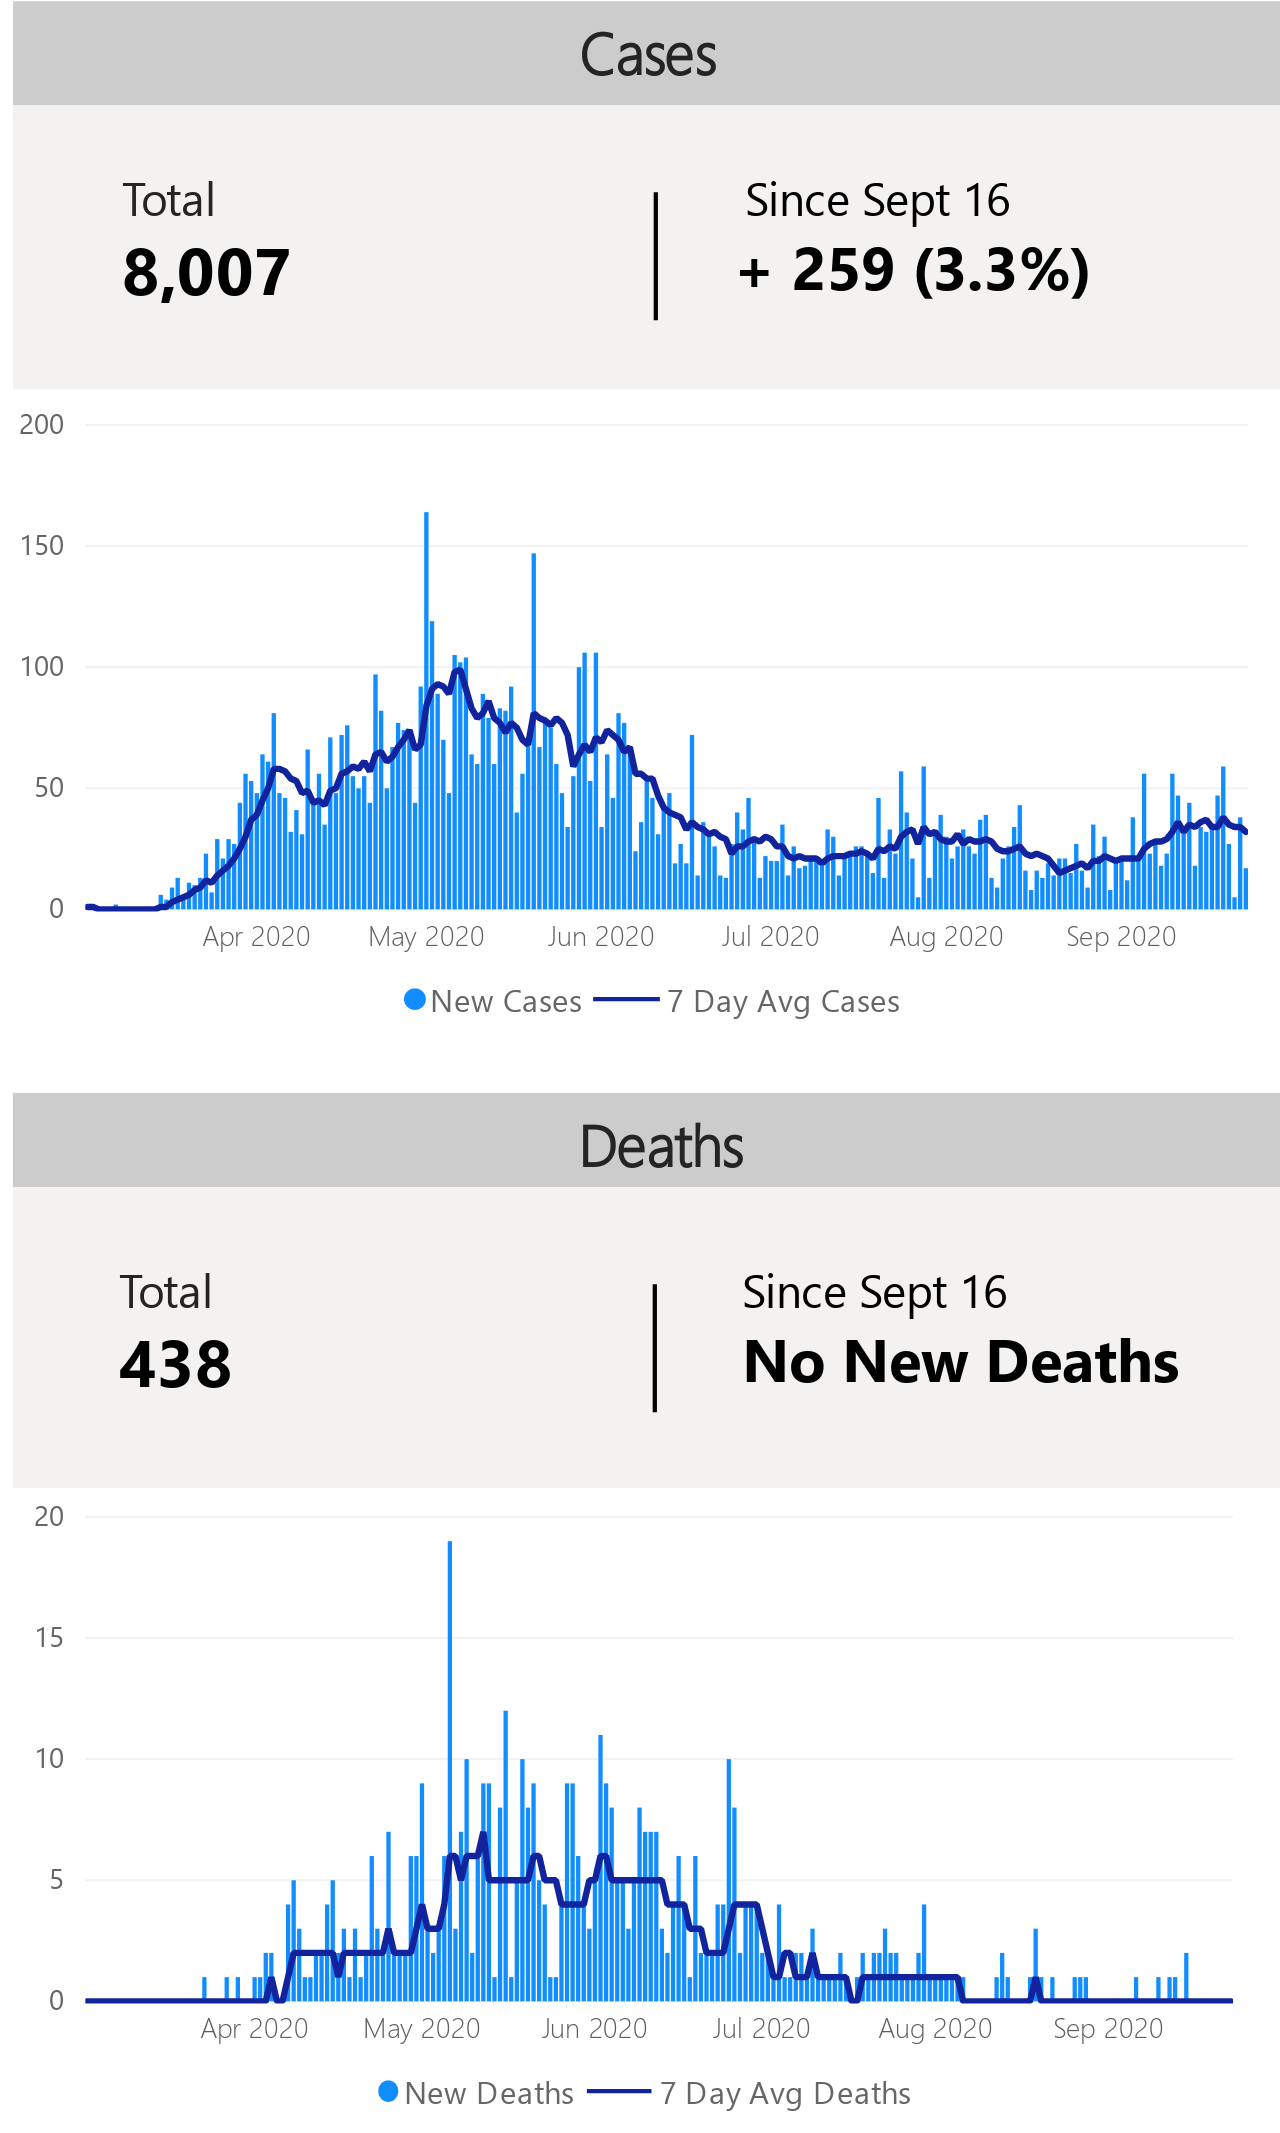 Cases
Total
Since Sept 16
8,007
+ 259 (3.3%)
200
150
100
50
0
Apr 2020
May 2020
Jun 2020
Jul 2020
Aug 2020
Sep 2020
New Cases
7 Day Avg Cases
Deaths
Total
Since Sept 16
438
No New Deaths
20
15
10
5
0
Apr 2020
May 2020
Jun 2020
Jul 2020
Aug 2020
Sep 2020
New Deaths
7 Day Avg Deaths